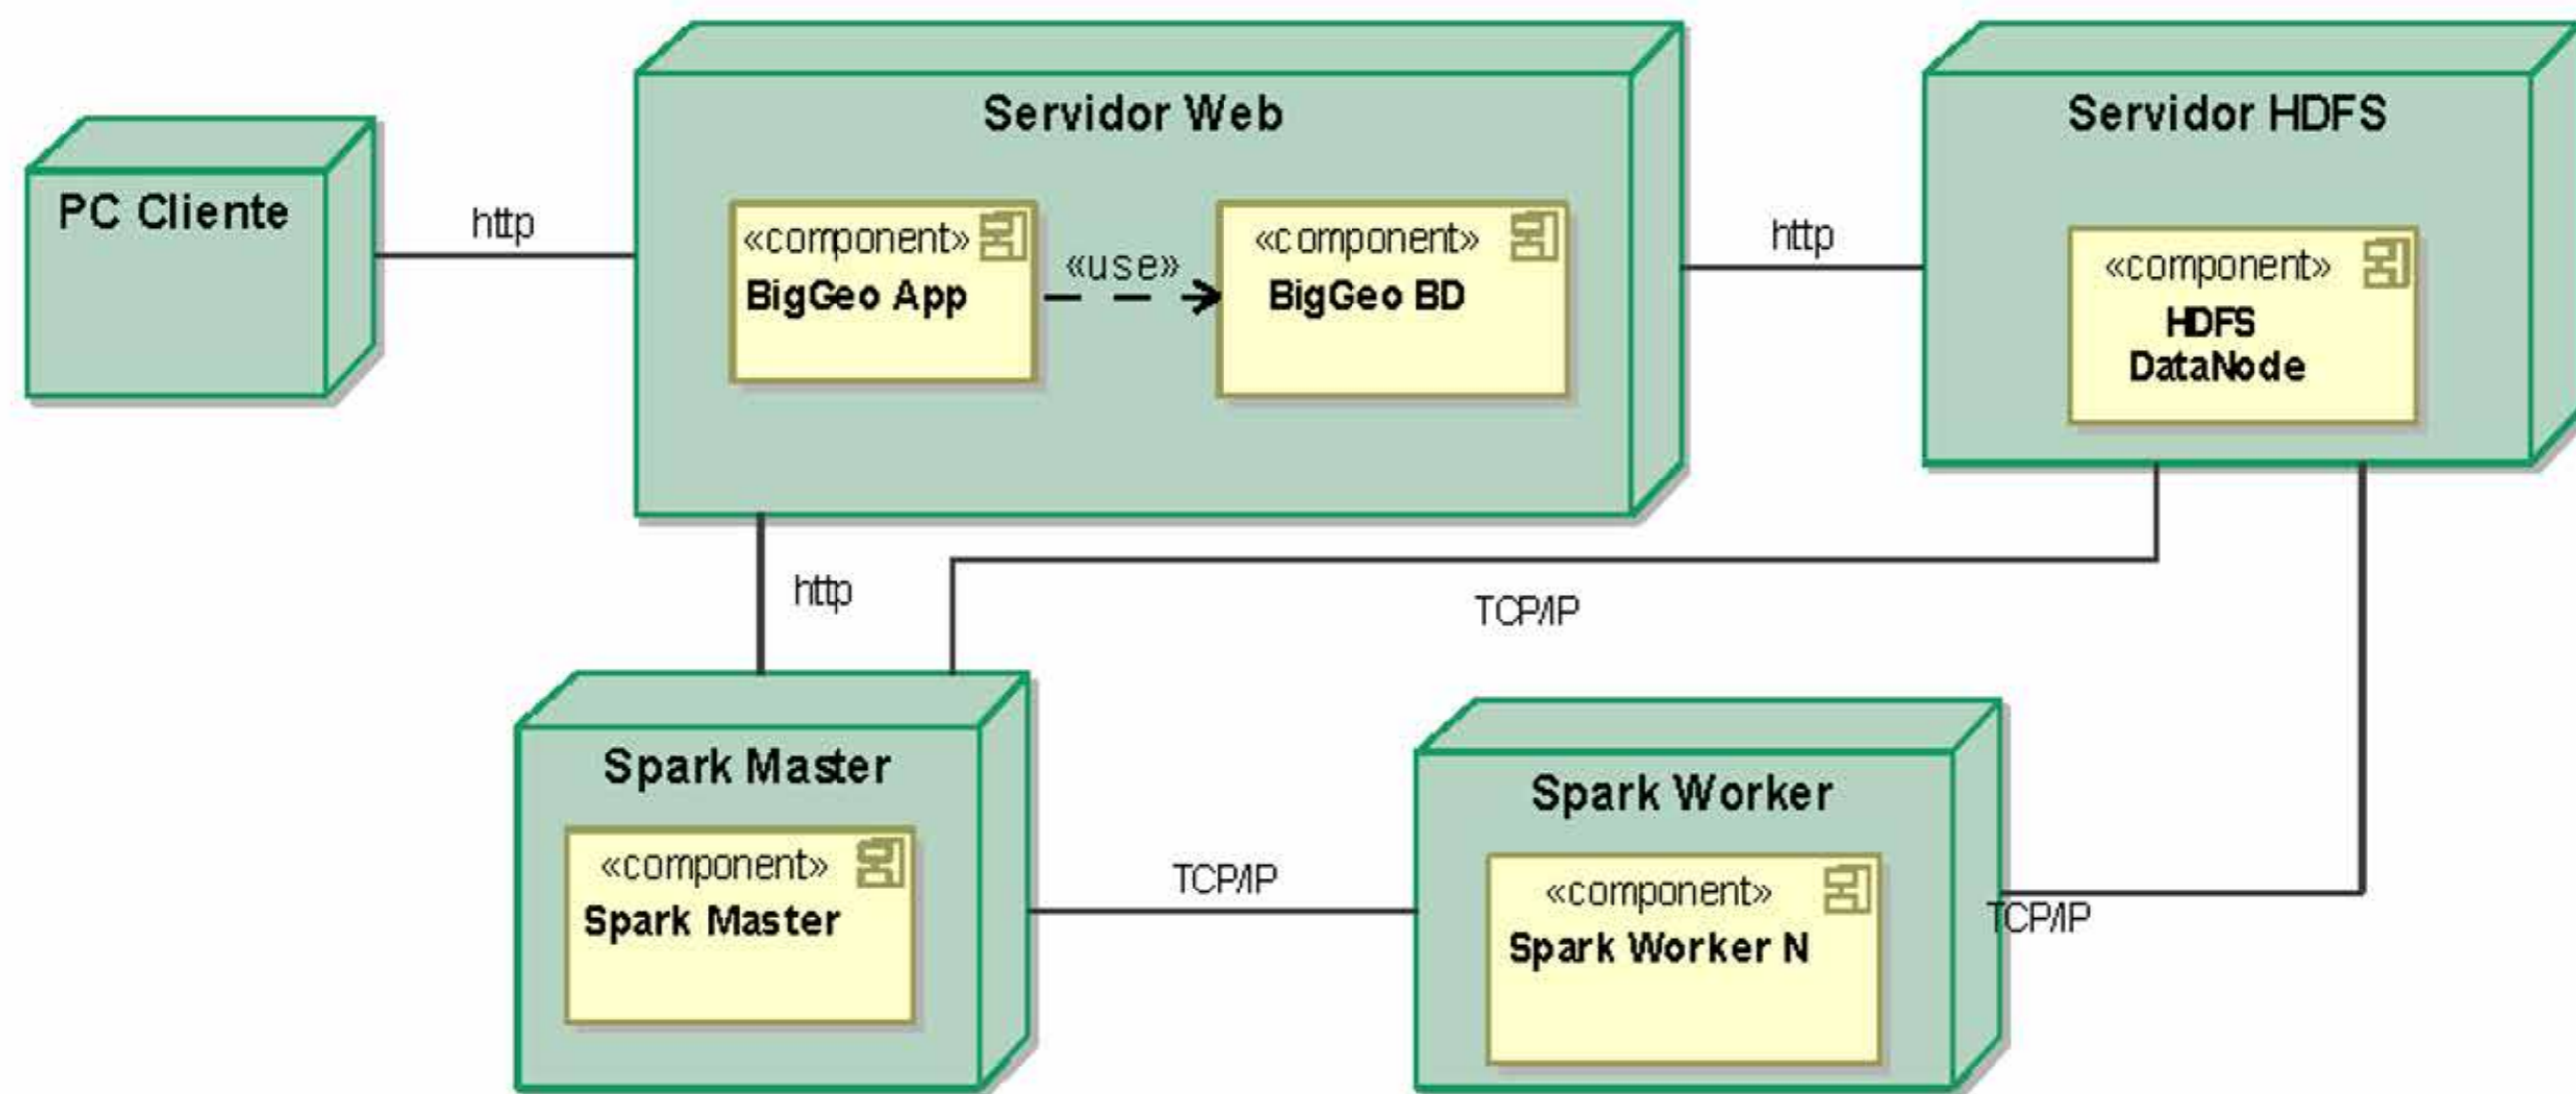 PC Cliente
http
Servidor Web
«component»
BigGeo App
«use»
«component»
BigGeo BD
http
Servidor HDFS
«component»
HDFS
DataNode
http
TCP/IP
Spark Master
«component»
Spark Master
TCP/IP
Spark Worker
«component»
Spark Worker N
TCP/IP